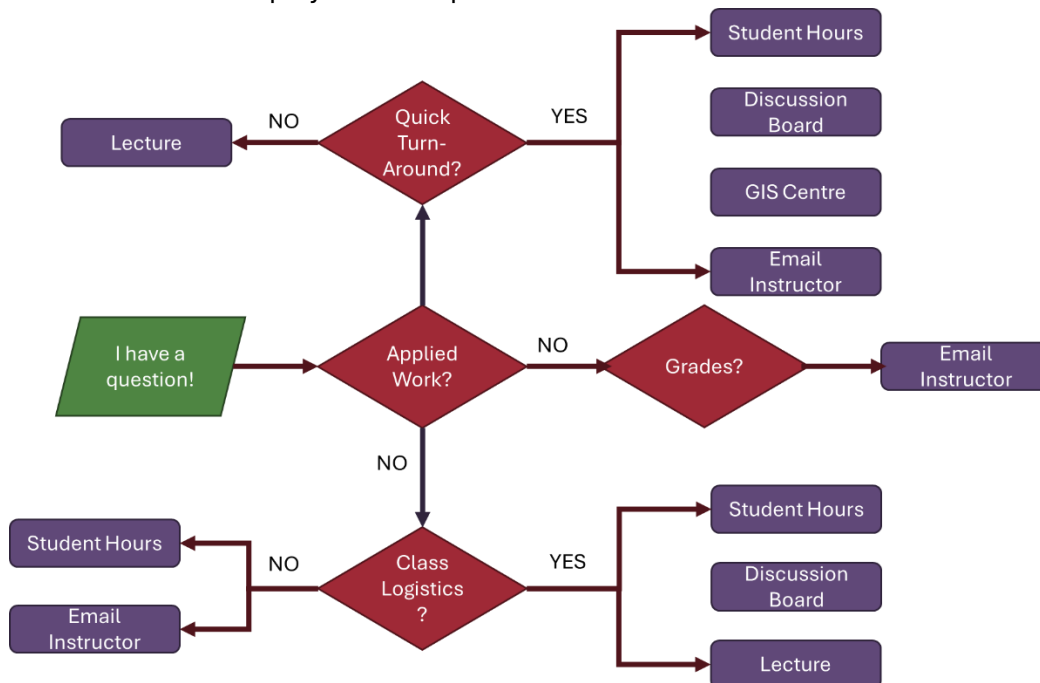 Student Hours
Quick
Turn-
Around?
NO
YES
Lecture
Discussion
Board
GIS Centre
Email
Instructor
I have a
question!
Applied
Work?
NO
Grades?
Email
Instructor
NO
Student Hours
Class
Logistics
?
NO
YES
Student Hours
Discussion
Board
Email
Instructor
Lecture